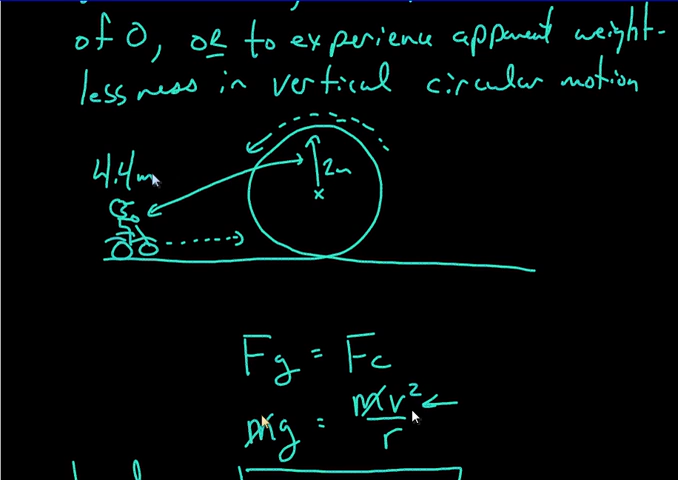 of 0, or to experience apparent weight-
lessness in vertical circular motion
4.4m
2m
x
Fg = Fc
mg = mv²
r